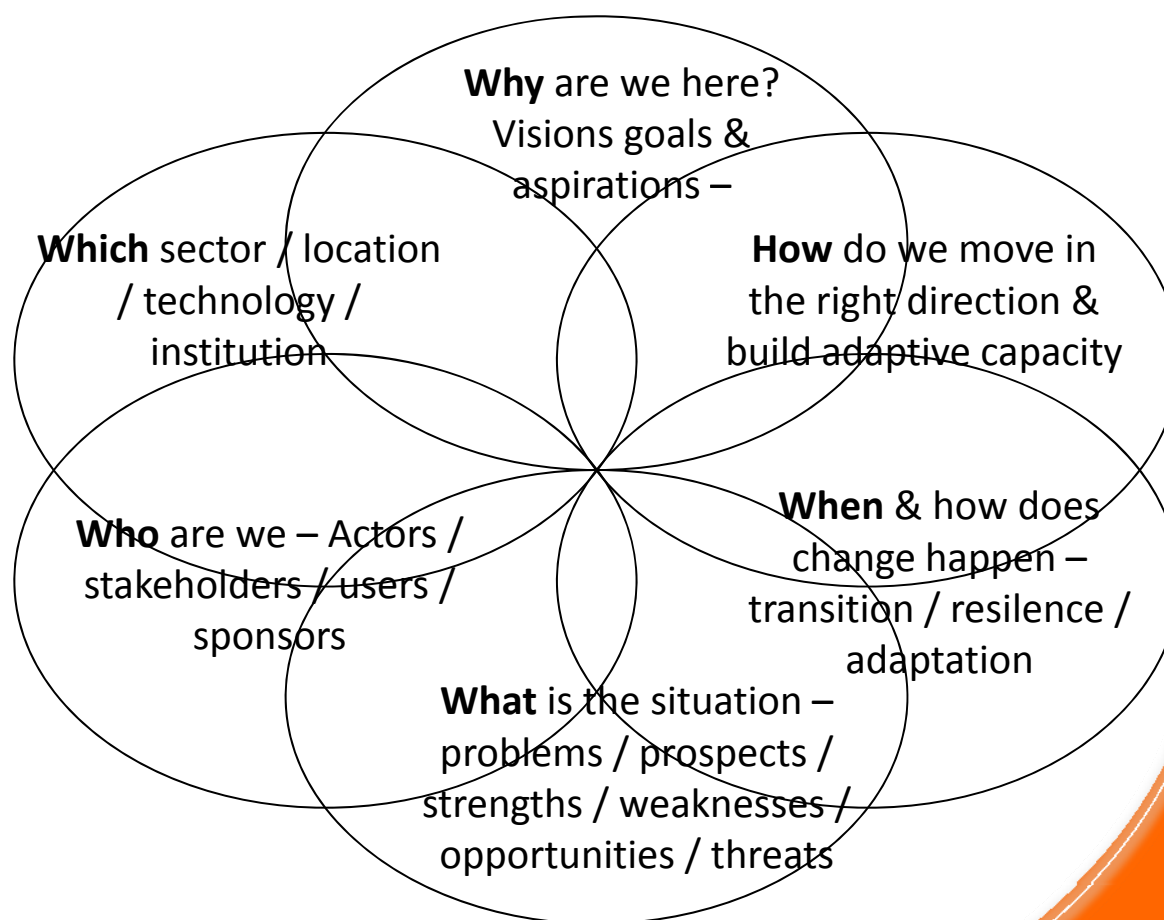 Why are we here?
Visions goals &
aspirations –
Which sector / location
/ technology /
institution
How do we move in
the right direction &
build adaptive capacity
Who are we – Actors /
stakeholders / users /
sponsors
When & how does
change happen –
transition / resilence /
adaptation
What is the situation –
problems / prospects /
strengths / weaknesses /
opportunities / threats